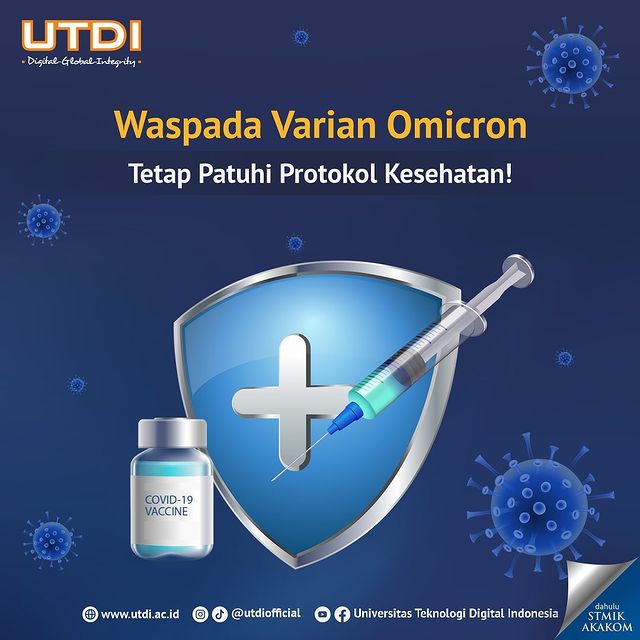 UTDI
• Digital-Global-Integrity •
Waspada Varian Omicron
Tetap Patuhi Protokol Kesehatan!
COVID-19
VACCINE
www.utdi.ac.id @utdiofficial Universitas Teknologi Digital Indonesia
dahulu
STMIK
AKAKOM